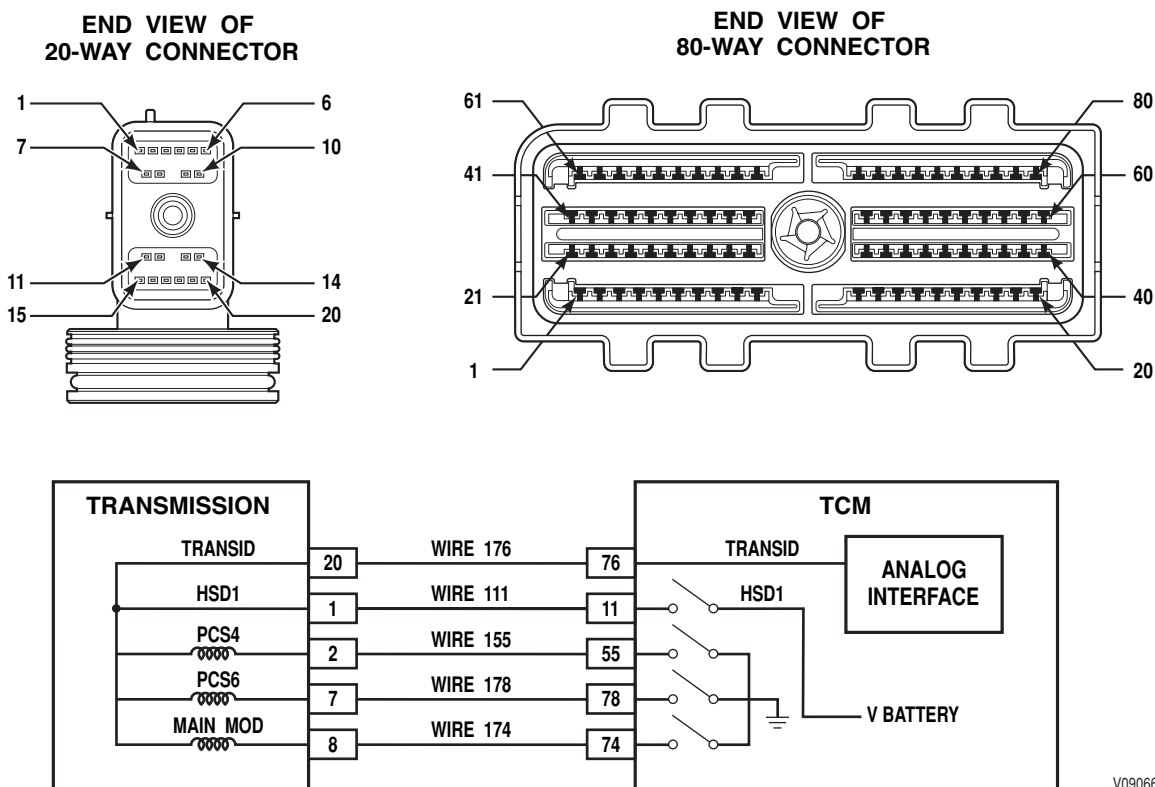 END VIEW OF
20-WAY CONNECTOR
1
6
7
10
11
14
15
20
END VIEW OF
80-WAY CONNECTOR
61
80
41
60
21
40
1
20
TRANSMISSION
TCM
TRANSID
20
WIRE 176
76
TRANSID
ANALOG
INTERFACE
HSD1
1
WIRE 111
11
HSD1
PCS4
2
WIRE 155
55
PCS6
7
WIRE 178
78
V BATTERY
MAIN MOD
8
WIRE 174
74
V09066